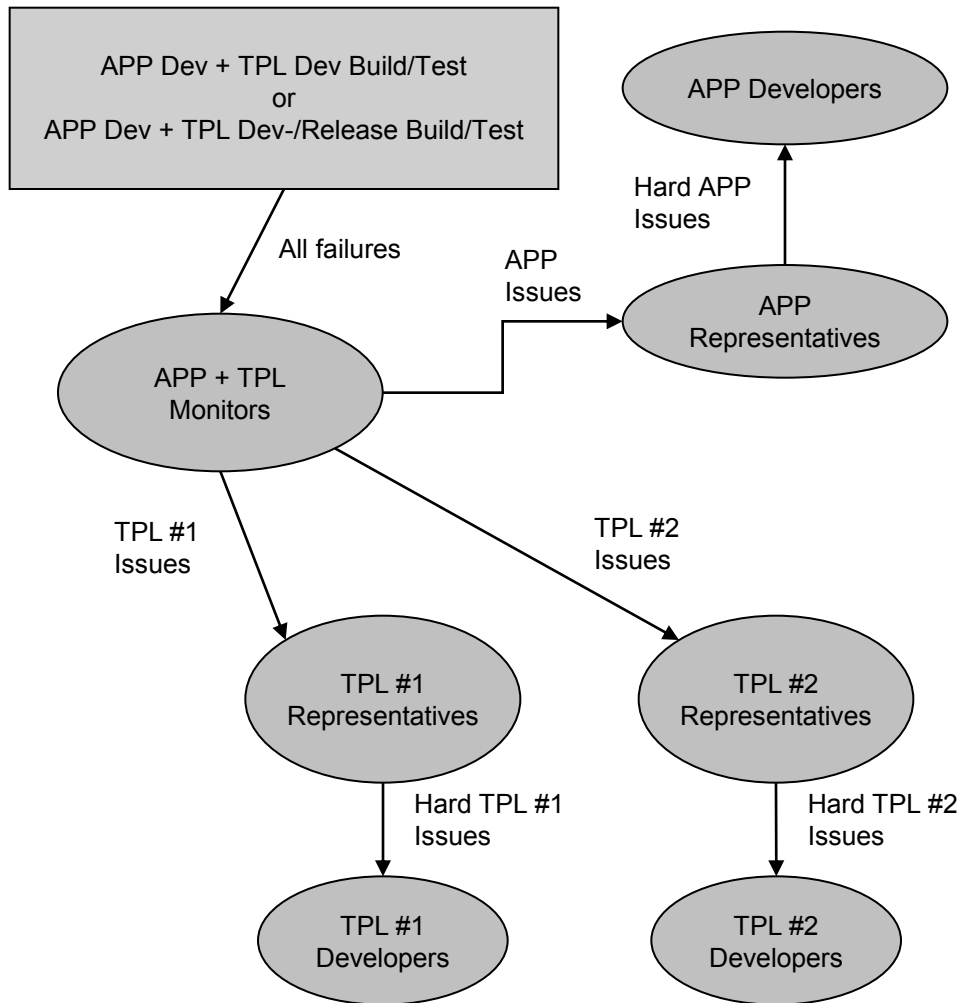 APP Dev + TPL Dev Build/Test
or
APP Dev + TPL Dev-/Release Build/Test
APP Developers
Hard APP
Issues
All failures
APP
Issues
APP
Representatives
APP + TPL
Monitors
TPL #1
Issues
TPL #2
Issues
TPL #1
Representatives
TPL #2
Representatives
Hard TPL #1
Issues
Hard TPL #2
Issues
TPL #1
Developers
TPL #2
Developers